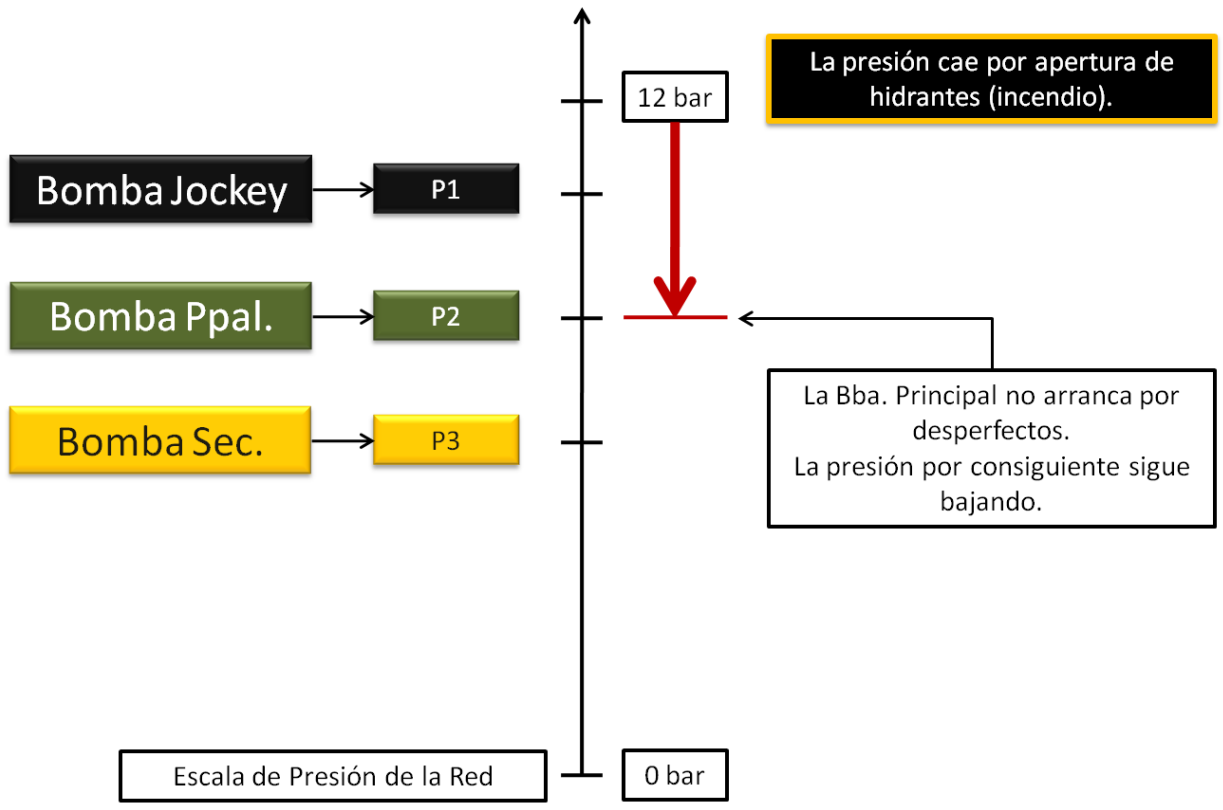 12 bar
La presión cae por apertura de
hidrantes (incendio).
Bomba Jockey
P1
Bomba Ppal.
P2
Bomba Sec.
P3
La Bba. Principal no arranca por
desperfectos.
La presión por consiguiente sigue
bajando.
Escala de Presión de la Red
0 bar